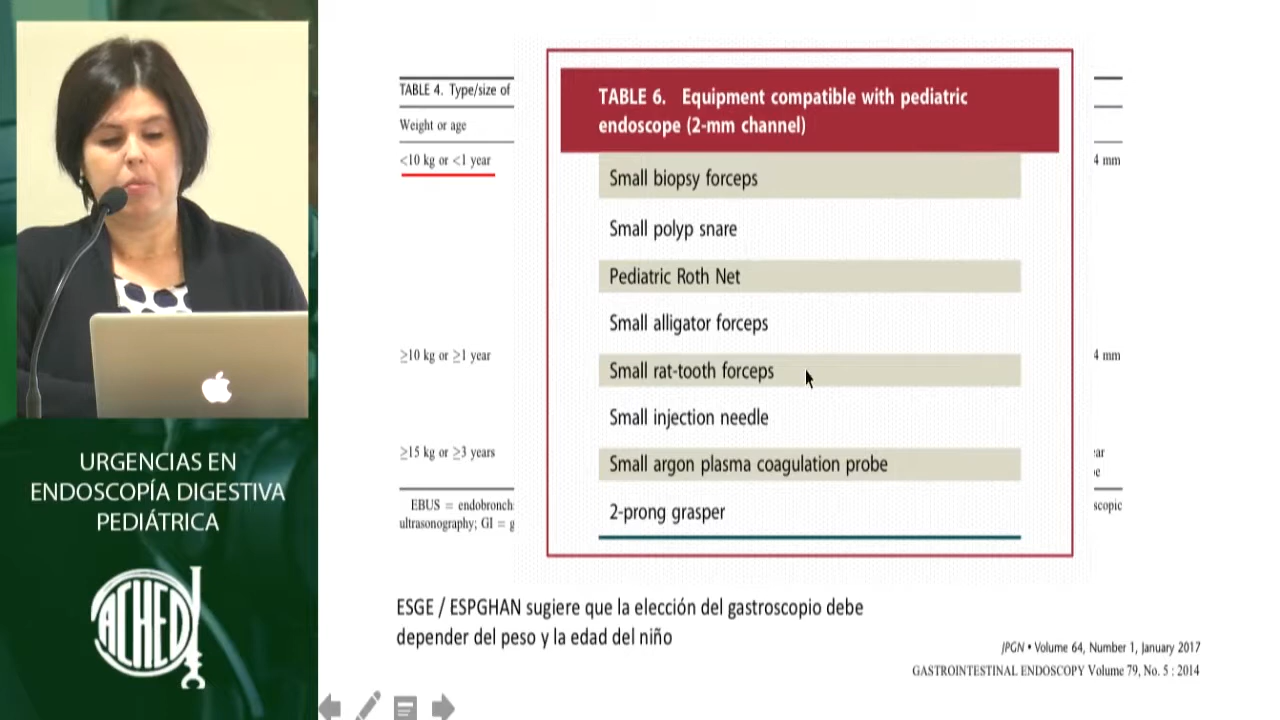 URGENCIAS EN
ENDOSCOPÍA DIGESTIVA
PEDIÁTRICA
ACHED
TABLE 4. Type/size of
Weight or age
<10 kg or <1 year
≥10 kg or ≥1 year
≥15 kg or ≥3 years
EBUS = endobronch
ultrasonography; GI = g
4 mm
4 mm
scopic
TABLE 6. Equipment compatible with pediatric
endoscope (2-mm channel)
Small biopsy forceps
Small polyp snare
Pediatric Roth Net
Small alligator forceps
Small rat-tooth forceps
Small injection needle
Small argon plasma coagulation probe
2-prong grasper
ESGE / ESPGHAN sugiere que la elección del gastroscopio debe
depender del peso y la edad del niño
JPGN • Volume 64, Number 1, January 2017
GASTROINTESTINAL ENDOSCOPY Volume 79, No. 5 : 2014